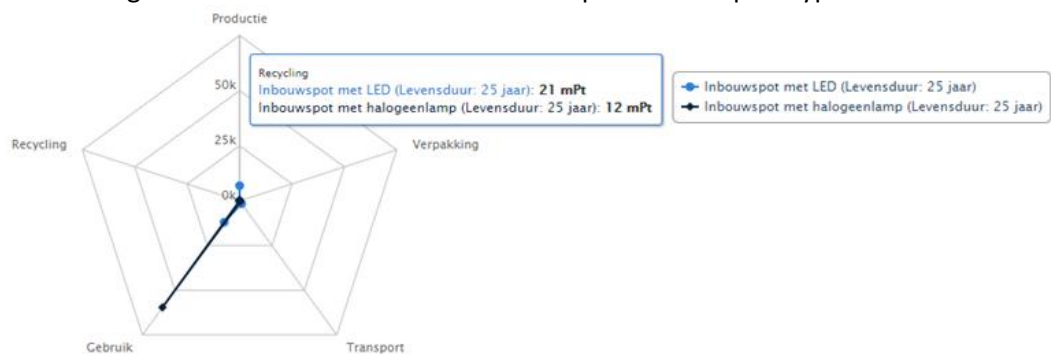 Productie
50k
25k
0k
Recycling
Inbouwspot met LED (Levensduur: 25 jaar): 21 mPt
Inbouwspot met halogeenlamp (Levensduur: 25 jaar): 12 mPt
Inbouwspot met LED (Levensduur: 25 jaar)
Inbouwspot met halogeenlamp (Levensduur: 25 jaar)
Recycling
Verpakking
Gebruik
Transport